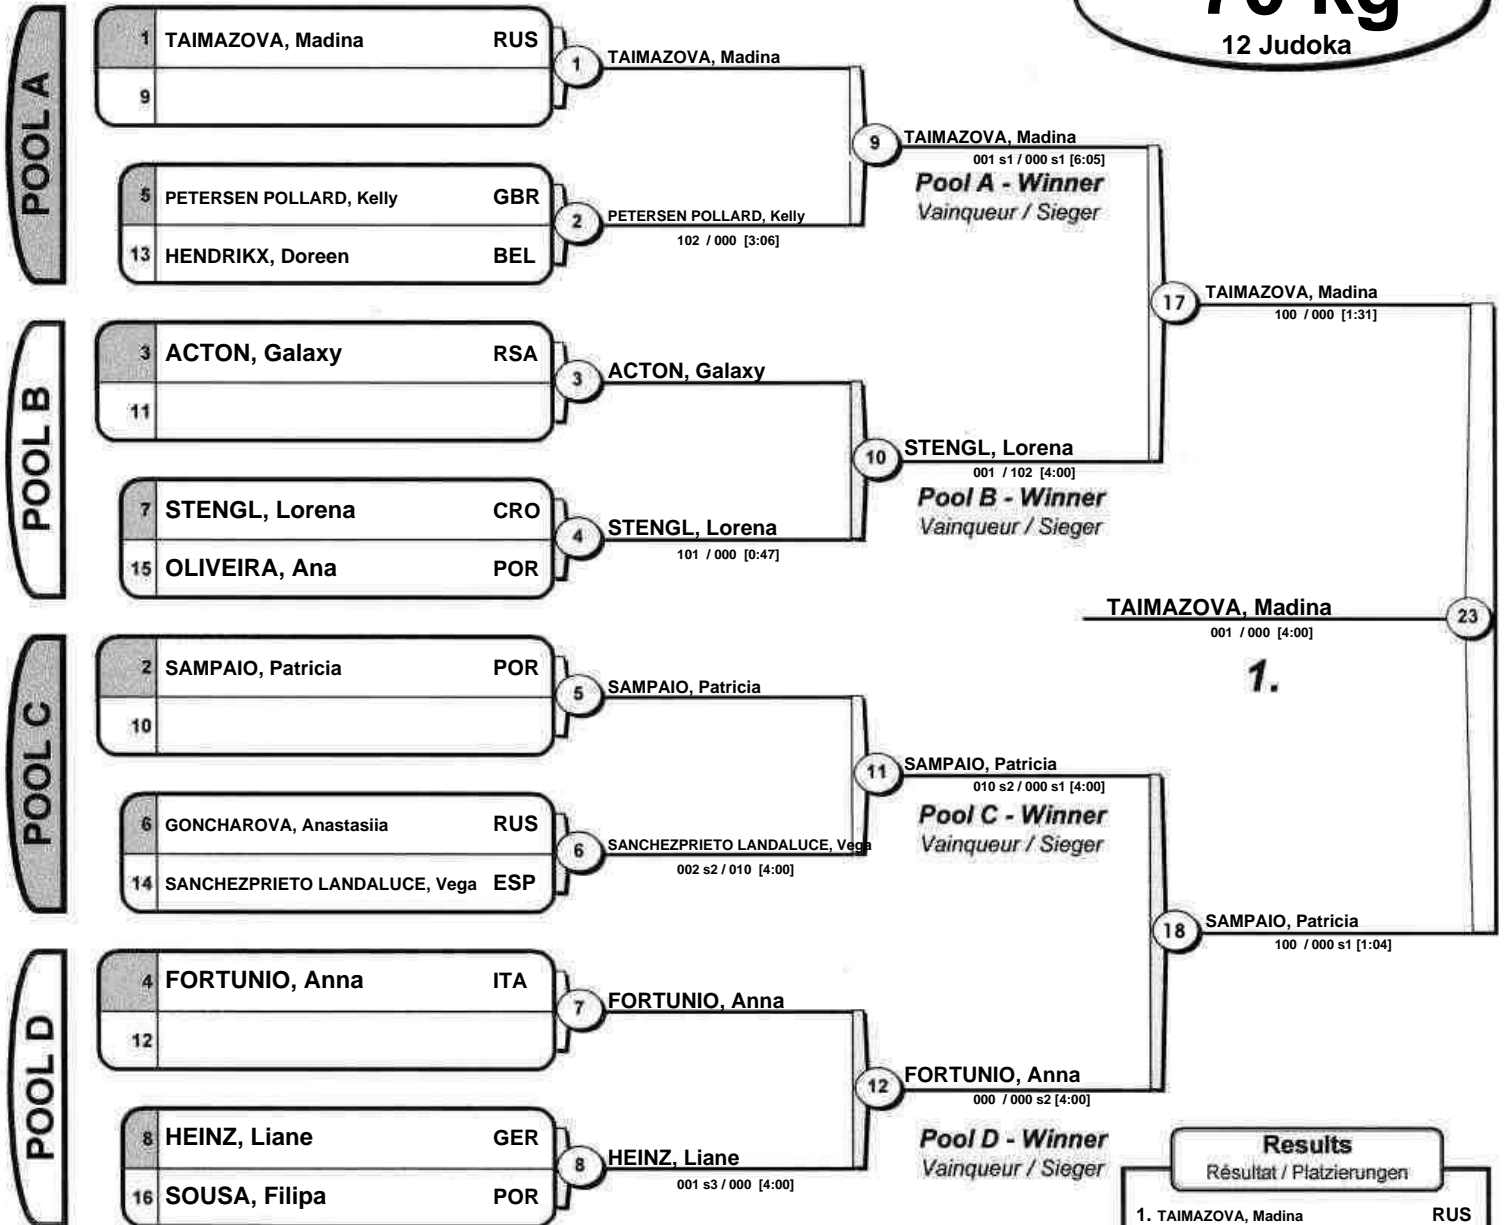 70 kg
12 Judoka
POOL A
1 TAIMAZOVA, Madina RUS
9
5 PETERSEN POLLARD, Kelly GBR
13 HENDRIKX, Doreen BEL
1 TAIMAZOVA, Madina
2 PETERSEN POLLARD, Kelly
102 / 000 [3:06]
9 TAIMAZOVA, Madina
001 s1 / 000 s1 [6:05]
Pool A - Winner
Vainqueur / Sieger
POOL B
3 ACTON, Galaxy RSA
11
7 STENGL, Lorena CRO
15 OLIVEIRA, Ana POR
3 ACTON, Galaxy
4 STENGL, Lorena
101 / 000 [0:47]
10 STENGL, Lorena
001 / 102 [4:00]
Pool B - Winner
Vainqueur / Sieger
17 TAIMAZOVA, Madina
100 / 000 [1:31]
TAIMAZOVA, Madina 23
001 / 000 [4:00]
1.
POOL C
2 SAMPAIO, Patricia POR
10
6 GONCHAROVA, Anastasiia RUS
14 SANCHEZPRIETO LANDALUCE, Vega ESP
5 SAMPAIO, Patricia
6 SANCHEZPRIETO LANDALUCE, Vega
002 s2 / 010 [4:00]
11 SAMPAIO, Patricia
010 s2 / 000 s1 [4:00]
Pool C - Winner
Vainqueur / Sieger
18 SAMPAIO, Patricia
100 / 000 s1 [1:04]
POOL D
4 FORTUNIO, Anna ITA
12
8 HEINZ, Liane GER
16 SOUSA, Filipa POR
7 FORTUNIO, Anna
8 HEINZ, Liane
001 s3 / 000 [4:00]
12 FORTUNIO, Anna
000 / 000 s2 [4:00]
Pool D - Winner
Vainqueur / Sieger
Results
Résultat / Platzierungen
1. TAIMAZOVA, Madina RUS